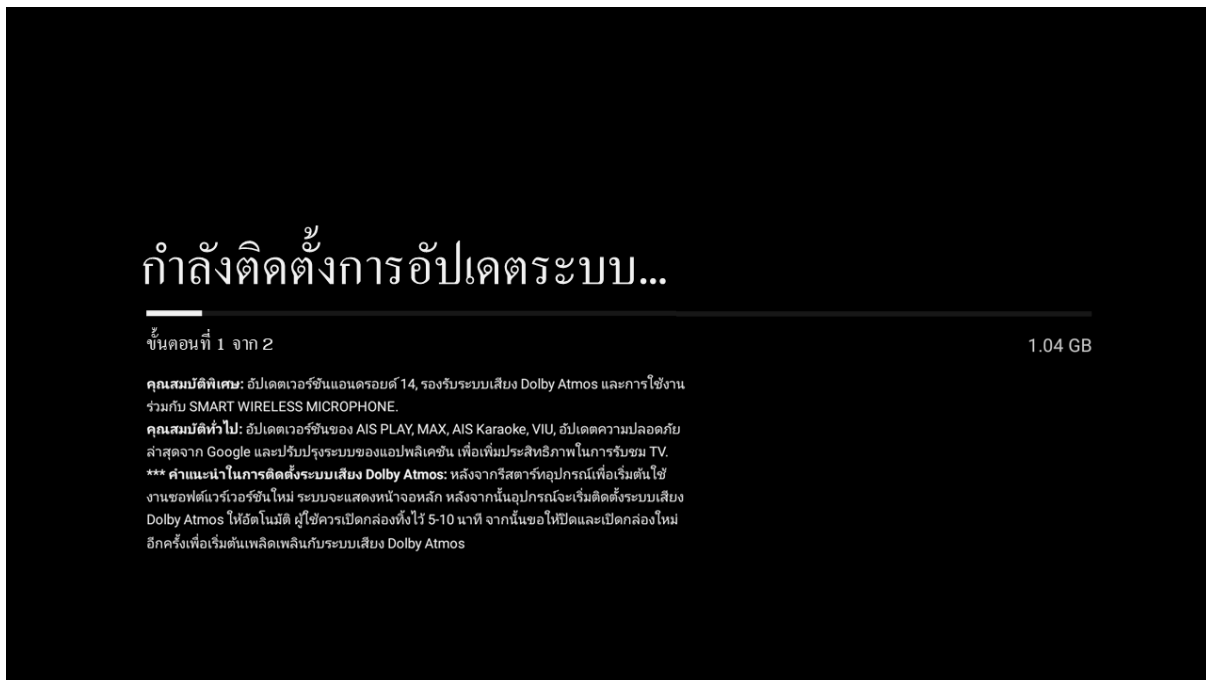 กำลังติดตั้งการอัปเดตระบบ...
ขั้นตอนที่ 1 จาก 2
1.04 GB
คุณสมบัติพิเศษ: อัปเดตเวอร์ชันแอนดรอยด์ 14, รองรับระบบเสียง Dolby Atmos และการใช้งาน
ร่วมกับ SMART WIRELESS MICROPHONE.
คุณสมบัติทั่วไป: อัปเดตเวอร์ชันของ AIS PLAY, MAX, AIS Karaoke, VIU, อัปเดตความปลอดภัย
ล่าสุดจาก Google และปรับปรุงระบบของแอปพลิเคชัน เพื่อเพิ่มประสิทธิภาพในการรับชม TV.
*** คำแนะนำในการติดตั้งระบบเสียง Dolby Atmos: หลังจากรีสตาร์ทอุปกรณ์เพื่อเริ่มต้นใช้
งานซอฟต์แวร์เวอร์ชันใหม่ ระบบจะแสดงหน้าจอหลัก หลังจากนั้นอุปกรณ์จะเริ่มติดตั้งระบบเสียง
Dolby Atmos ให้อัตโนมัติ ผู้ใช้ควรเปิดกล่องทิ้งไว้ 5-10 นาที จากนั้นขอให้ปิดและเปิดกล่องใหม่
อีกครั้งเพื่อเริ่มต้นเพลิดเพลินกับระบบเสียง Dolby Atmos